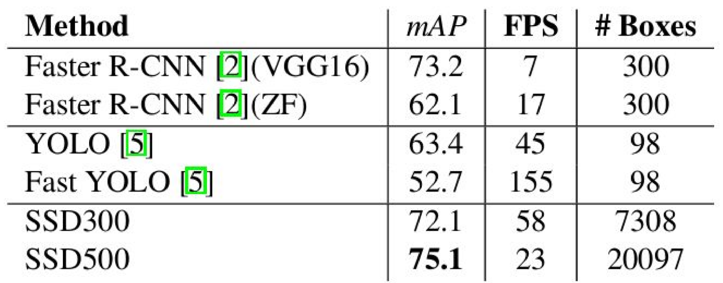 Method mAP FPS # Boxes
Faster R-CNN [2](VGG16) 73.2 7 300
Faster R-CNN [2](ZF) 62.1 17 300
YOLO [5] 63.4 45 98
Fast YOLO [5] 52.7 155 98
SSD300 72.1 58 7308
SSD500 75.1 23 20097